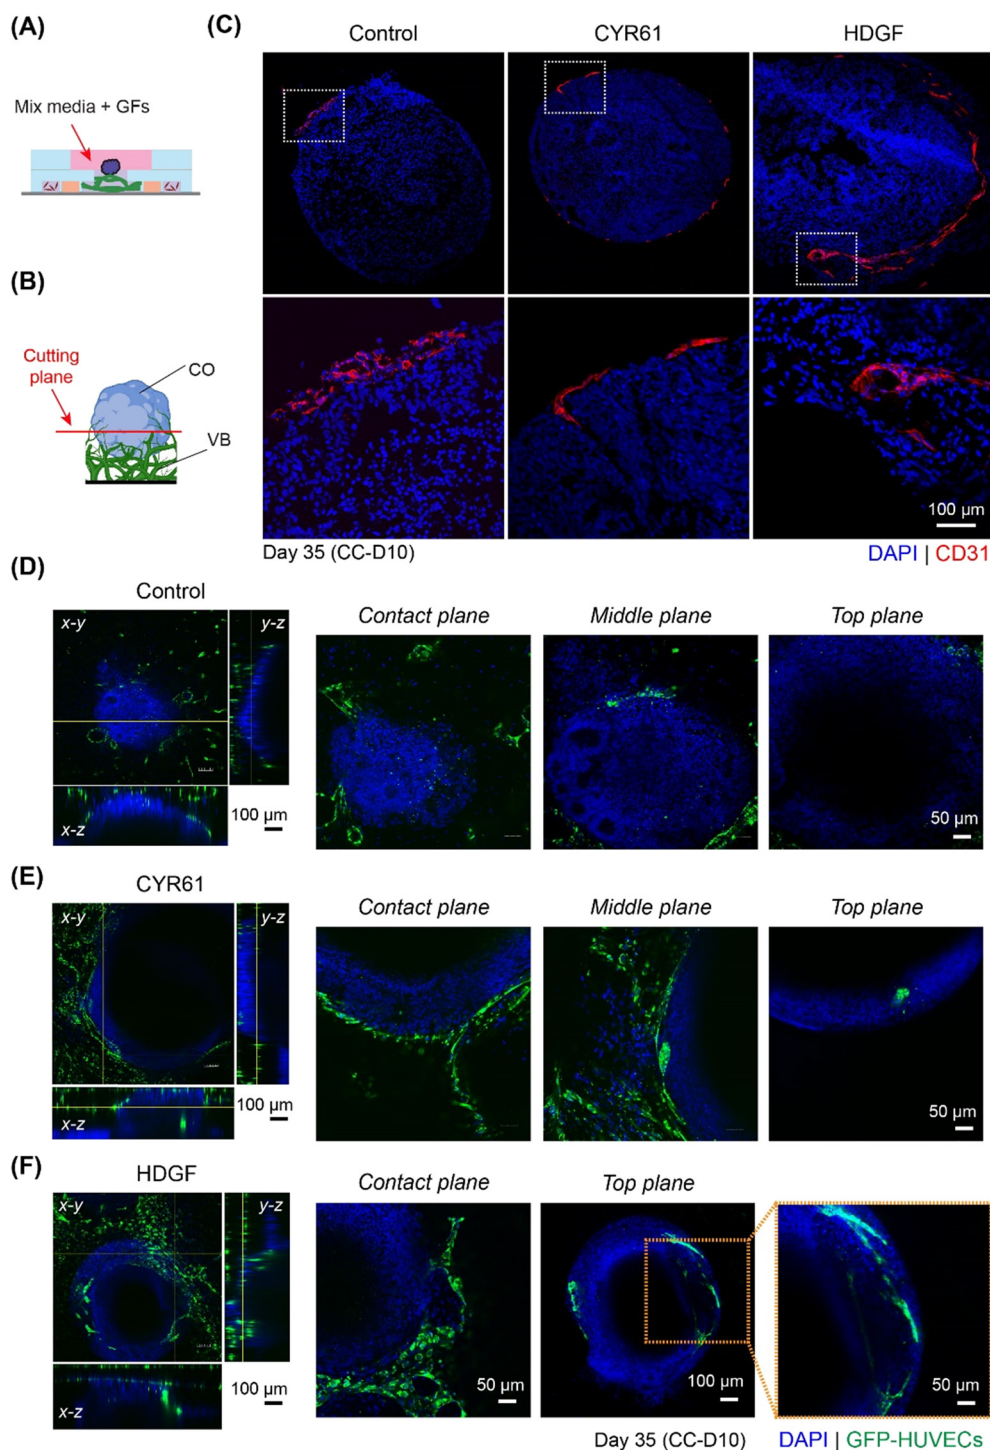 (A)
Mix media + GFs
(B)
Cutting
plane
CO
VB
(C)
Control
CYR61
HDGF
100 µm
Day 35 (CC-D10)
DAPI | CD31
(D)
Control
x-y
y-z
x-z
100 µm
Contact plane
Middle plane
Top plane
50 µm
(E)
CYR61
x-y
y-z
x-z
100 µm
Contact plane
Middle plane
Top plane
50 µm
(F)
HDGF
x-y
y-z
x-z
100 µm
Contact plane
50 µm
Top plane
100 µm
50 µm
Day 35 (CC-D10)
DAPI | GFP-HUVECs